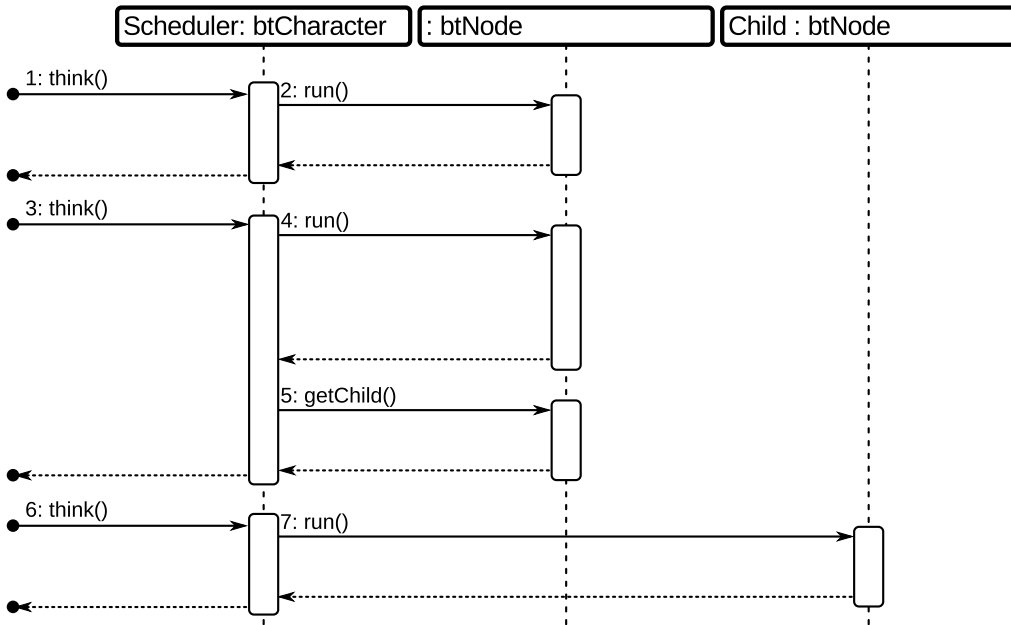 Scheduler: btCharacter
: btNode
Child : btNode
1: think()
2: run()
3: think()
4: run()
5: getChild()
6: think()
7: run()